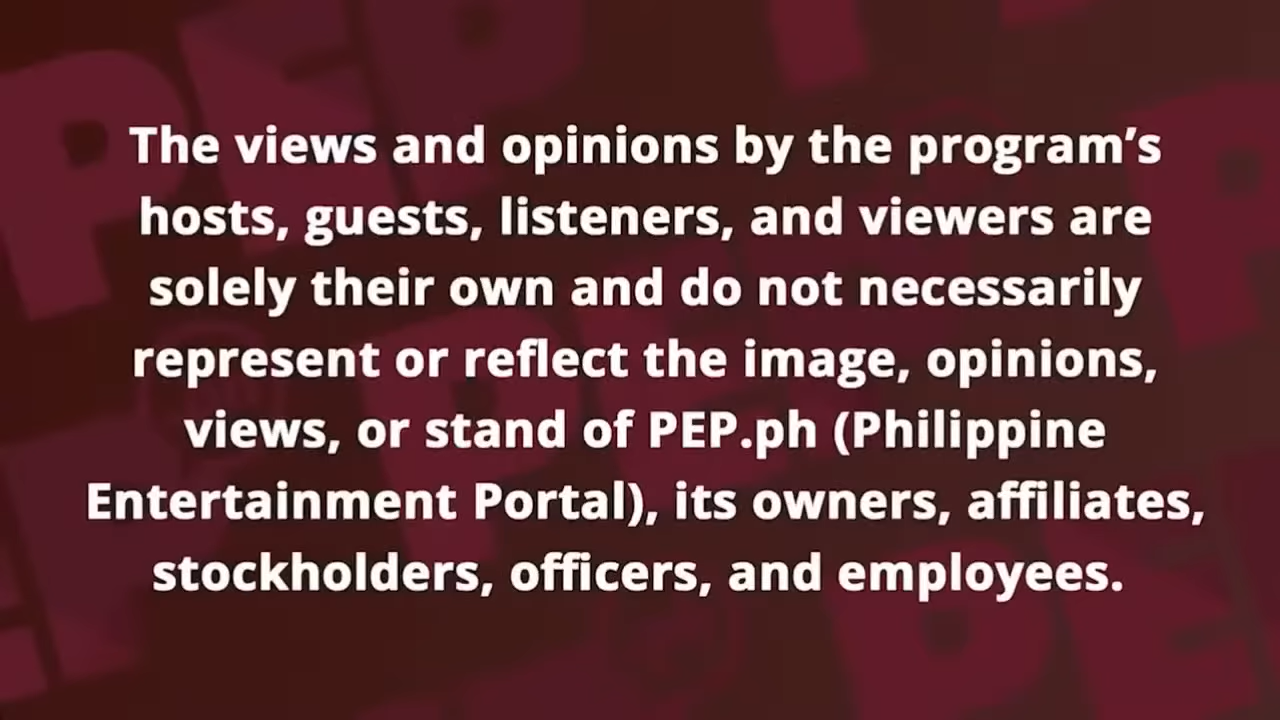 The views and opinions by the program’s
hosts, guests, listeners, and viewers are
solely their own and do not necessarily
represent or reflect the image, opinions,
views, or stand of PEP.ph (Philippine
Entertainment Portal), its owners, affiliates,
stockholders, officers, and employees.